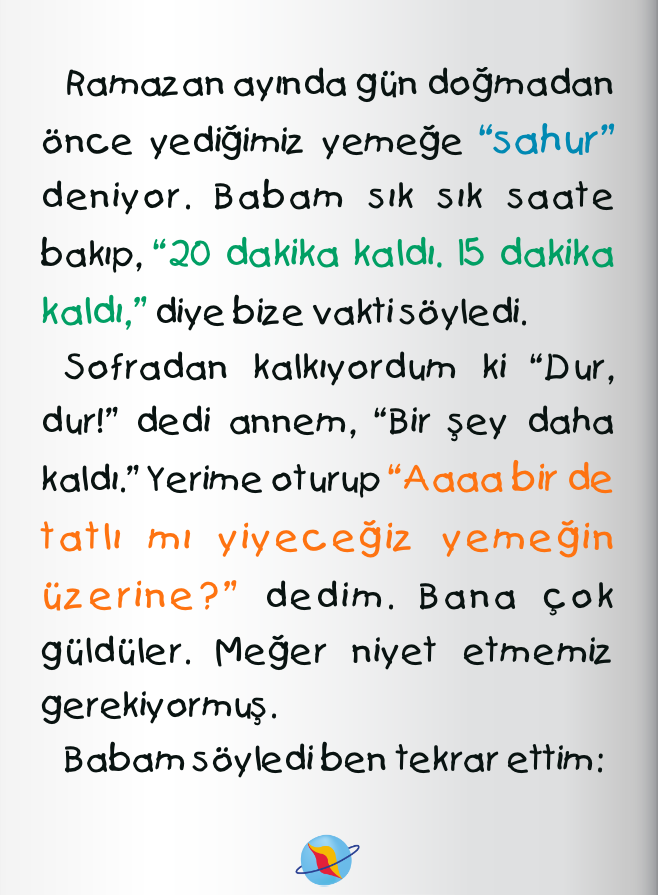 Ramazan ayında gün doğmadan
önce yediğimiz yemeğe “sahur”
deniyor. Babam sık sık saate
bakıp, “20 dakika kaldı. 15 dakika
kaldı,” diye bize vakti söyledi.
Sofradan kalkıyordum ki “Dur,
dur!” dedi annem, “Bir şey daha
kaldı.” Yerime oturup “Aaaa bir de
tatlı mı yiyeceğiz yemeğin
üzerine?” dedim. Bana çok
güldüler. Meğer niyet etmemiz
gerekiyormuş.
Babam söyledi ben tekrar ettim: